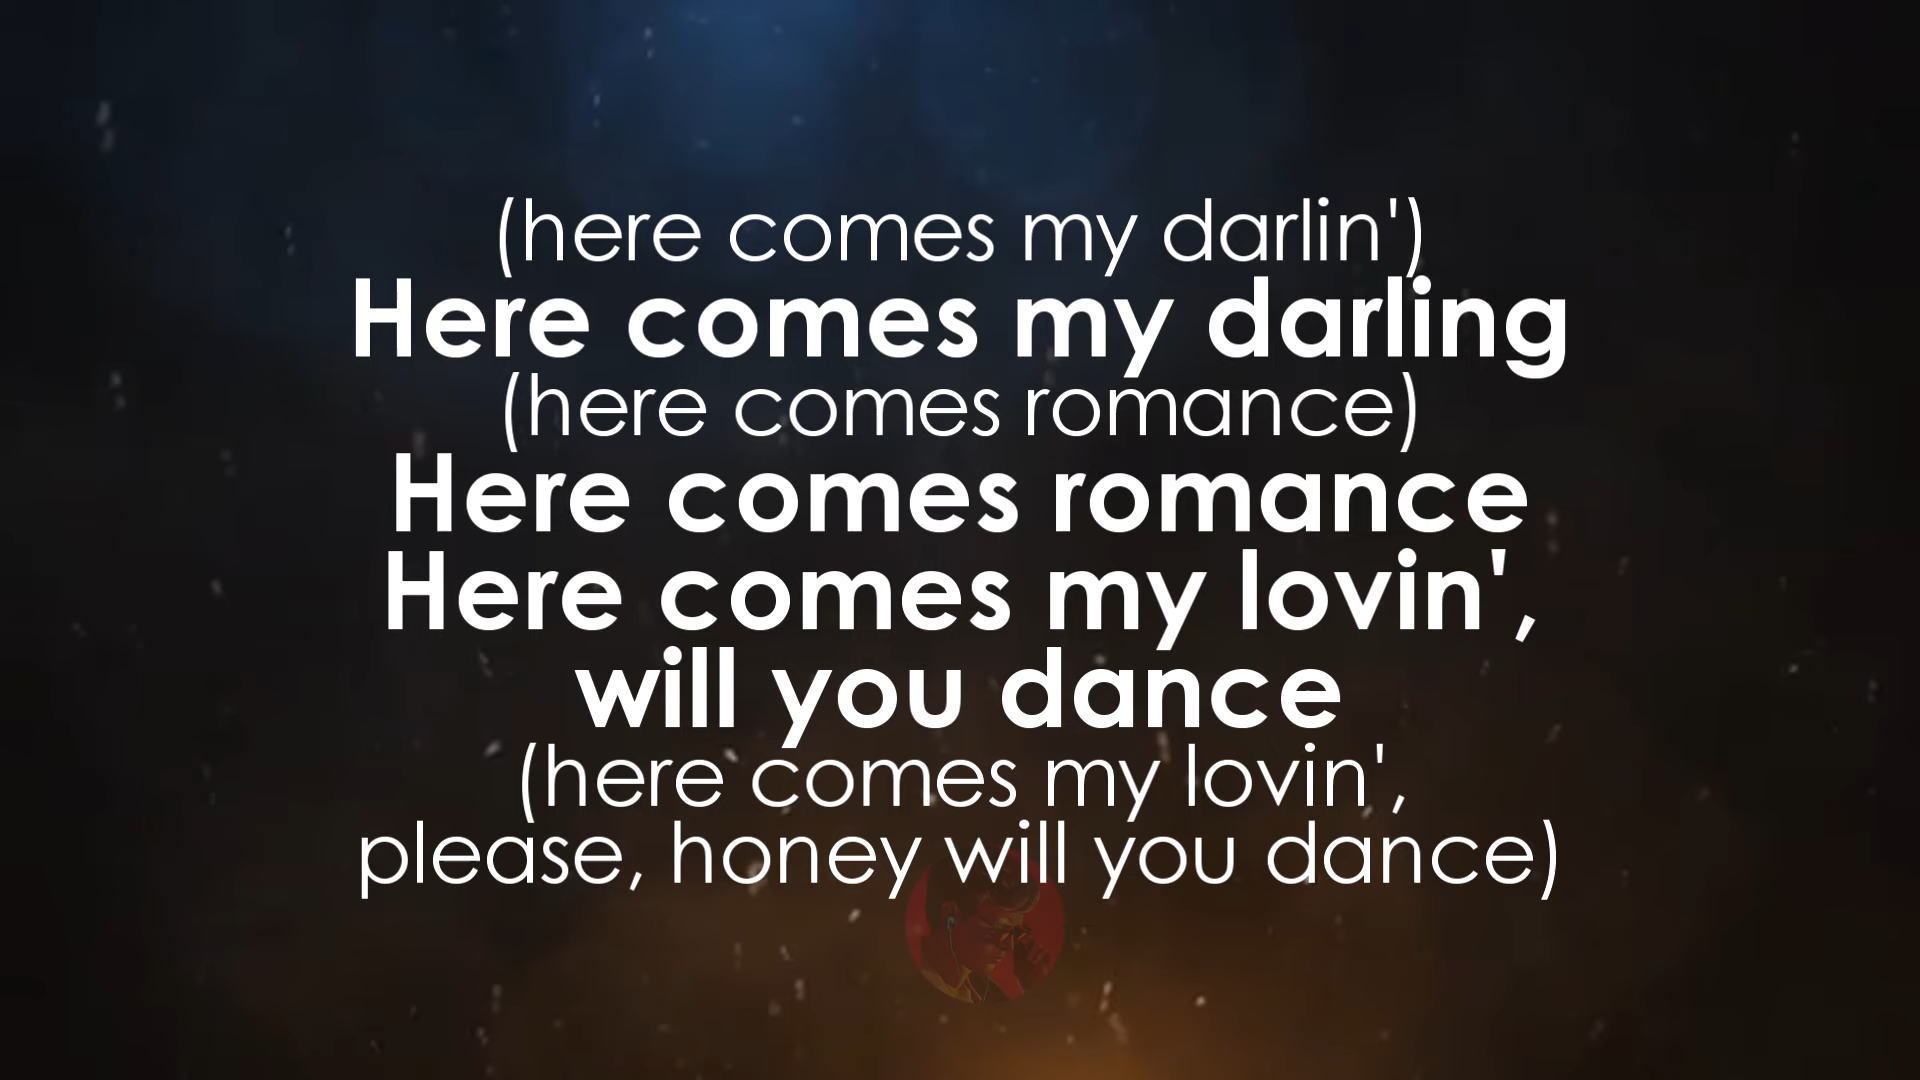 (here comes my darlin')
Here comes my darling
(here comes romance)
Here comes romance
Here comes my lovin',
will you dance
(here comes my lovin',
please, honey will you dance)